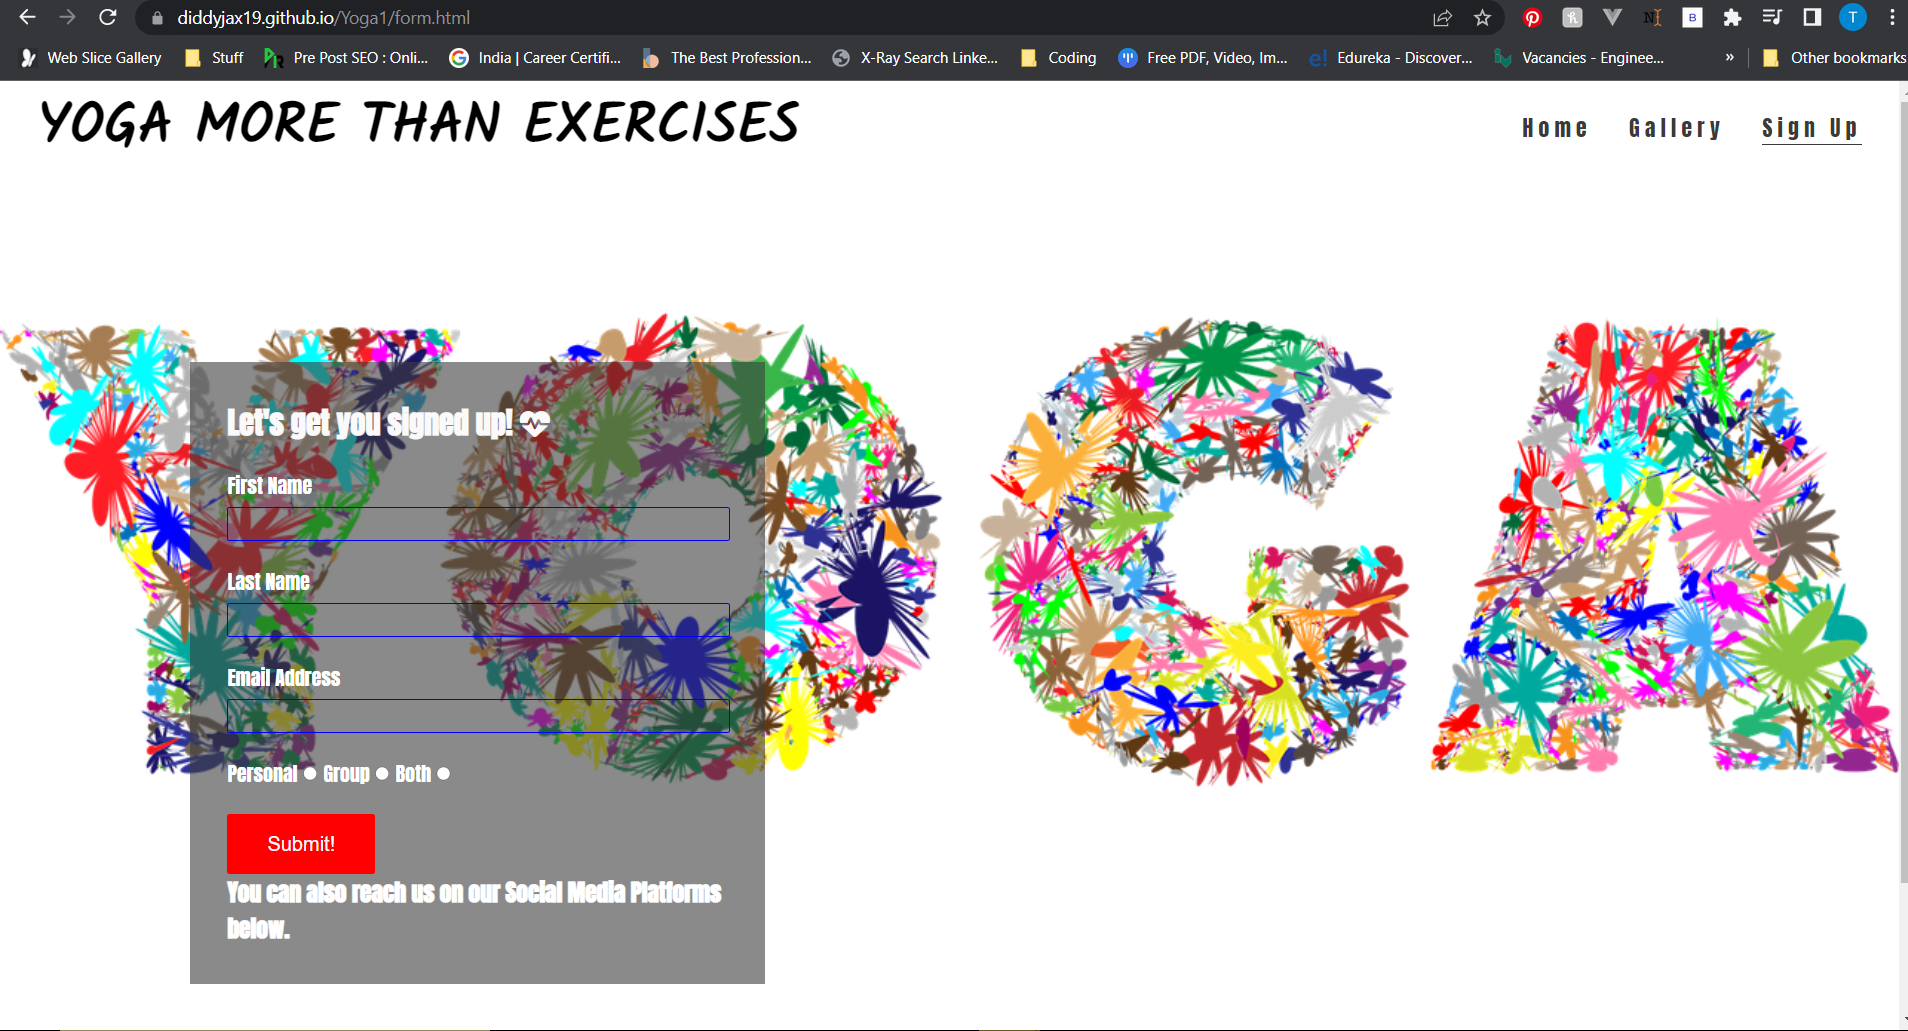 diddyjax19.github.io/Yoga1/form.html
Web Slice Gallery Stuff Pre Post SEO : Onli... India | Career Certifi... The Best Profession... X-Ray Search Linke... Coding Free PDF, Video, Im... Edureka - Discover... Vacancies - Enginee... » Other bookmarks
YOGA MORE THAN EXERCISES
Home Gallery Sign Up
YOGA
Let's get you signed up!
First Name
Last Name
Email Address
Personal Group Both
Submit!
You can also reach us on our Social Media Platforms
below.